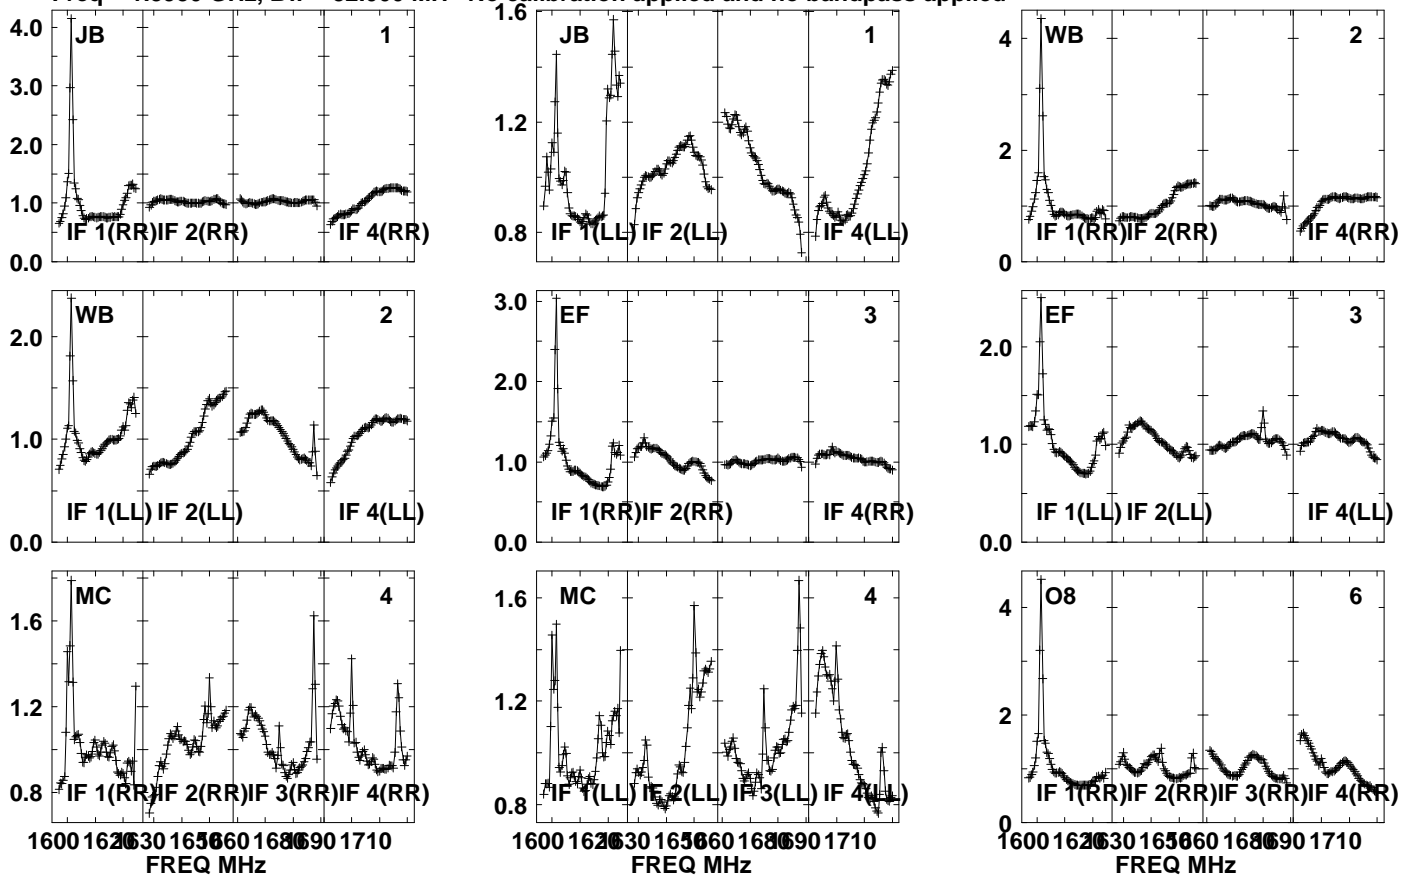 No calibration applied and no bandpass applied
4.0
3.0
2.0
1.0
0.0
JB 1
IF 1(RR) IF 2(RR) IF 4(RR)
1.6
1.2
0.8
JB 1
IF 1(LL) IF 2(LL) IF 4(LL)
4
2
0
WB 2
IF 1(RR) IF 2(RR) IF 4(RR)
2.0
1.0
0.0
WB 2
IF 1(LL) IF 2(LL) IF 4(LL)
3.0
2.0
1.0
0.0
EF 3
IF 1(RR) IF 2(RR) IF 4(RR)
2.0
1.0
0.0
EF 3
IF 1(LL) IF 2(LL) IF 4(LL)
1.6
1.2
0.8
MC 4
IF 1(RR) IF 2(RR) IF 3(RR) IF 4(RR)
1600 1620 1630 1650 1660 1680 1690 1710
FREQ MHz
1.6
1.2
0.8
MC 4
IF 1(LL) IF 2(LL) IF 3(LL) IF 4(LL)
1600 1620 1630 1650 1660 1680 1690 1710
4
2
0
O8 6
IF 1(RR) IF 2(RR) IF 3(RR) IF 4(RR)
1600 1620 1630 1650 1660 1680 1690 1710
FREQ MHz